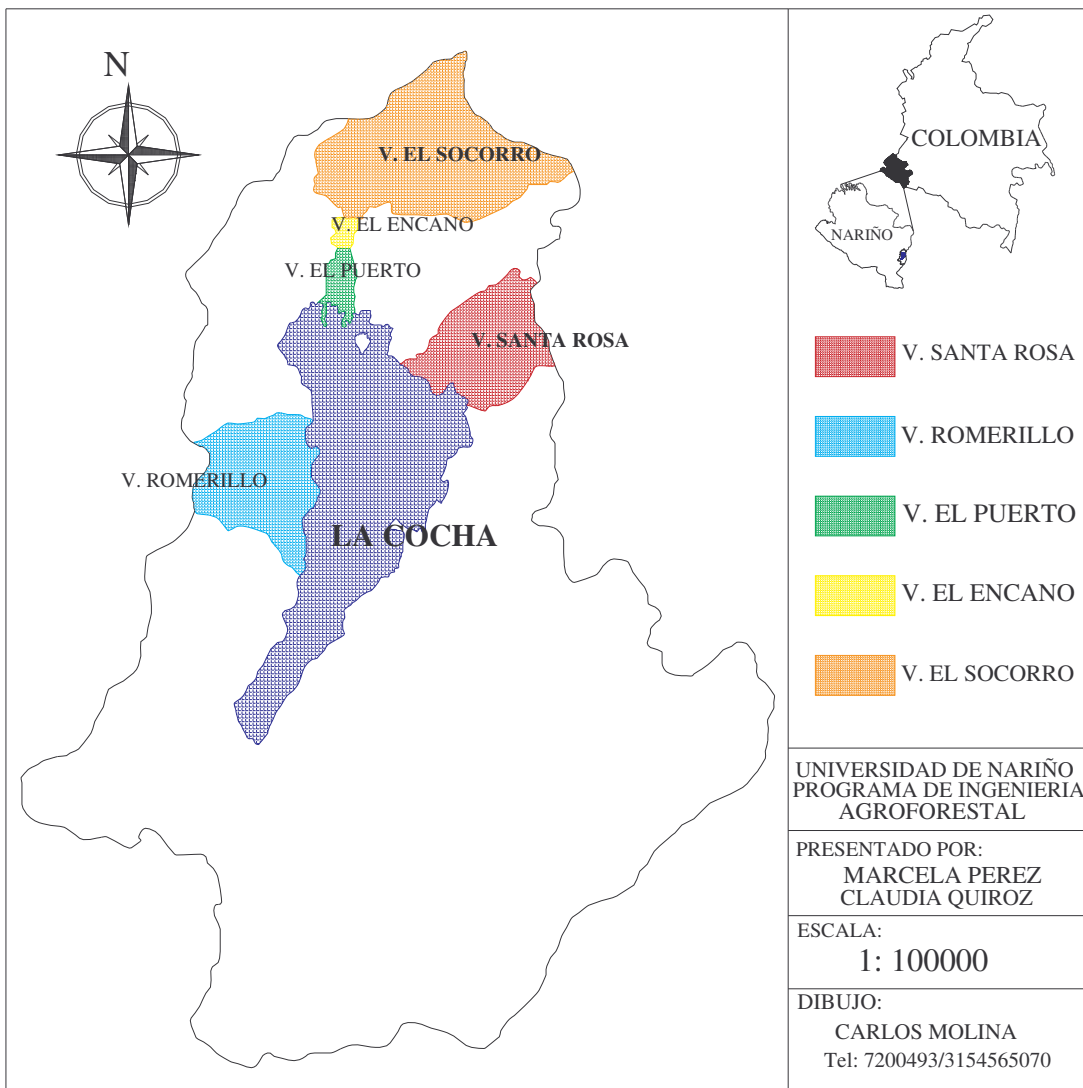 N
V. EL SOCORRO
V. EL ENCANO
V. EL PUERTO
V. SANTA ROSA
V. ROMERILLO
LA COCHA
COLOMBIA
NARIÑO
V. SANTA ROSA
V. ROMERILLO
V. EL PUERTO
V. EL ENCANO
V. EL SOCORRO
UNIVERSIDAD DE NARIÑO
PROGRAMA DE INGENIERIA
AGROFORESTAL
PRESENTADO POR:
MARCELA PEREZ
CLAUDIA QUIROZ
ESCALA:
1: 100000
DIBUJO:
CARLOS MOLINA
Tel: 7200493/3154565070